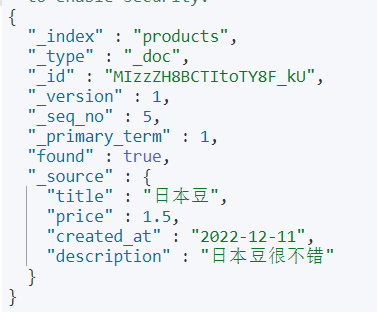 to enable security.
{
"_index" : "products",
"_type" : "_doc",
"_id" : "MIzzZH8BCTItoTY8F_kU",
"_version" : 1,
"_seq_no" : 5,
"_primary_term" : 1,
"found" : true,
"_source" : {
"title" : "日本豆",
"price" : 1.5,
"created_at" : "2022-12-11",
"description" : "日本豆很不错"
}
}